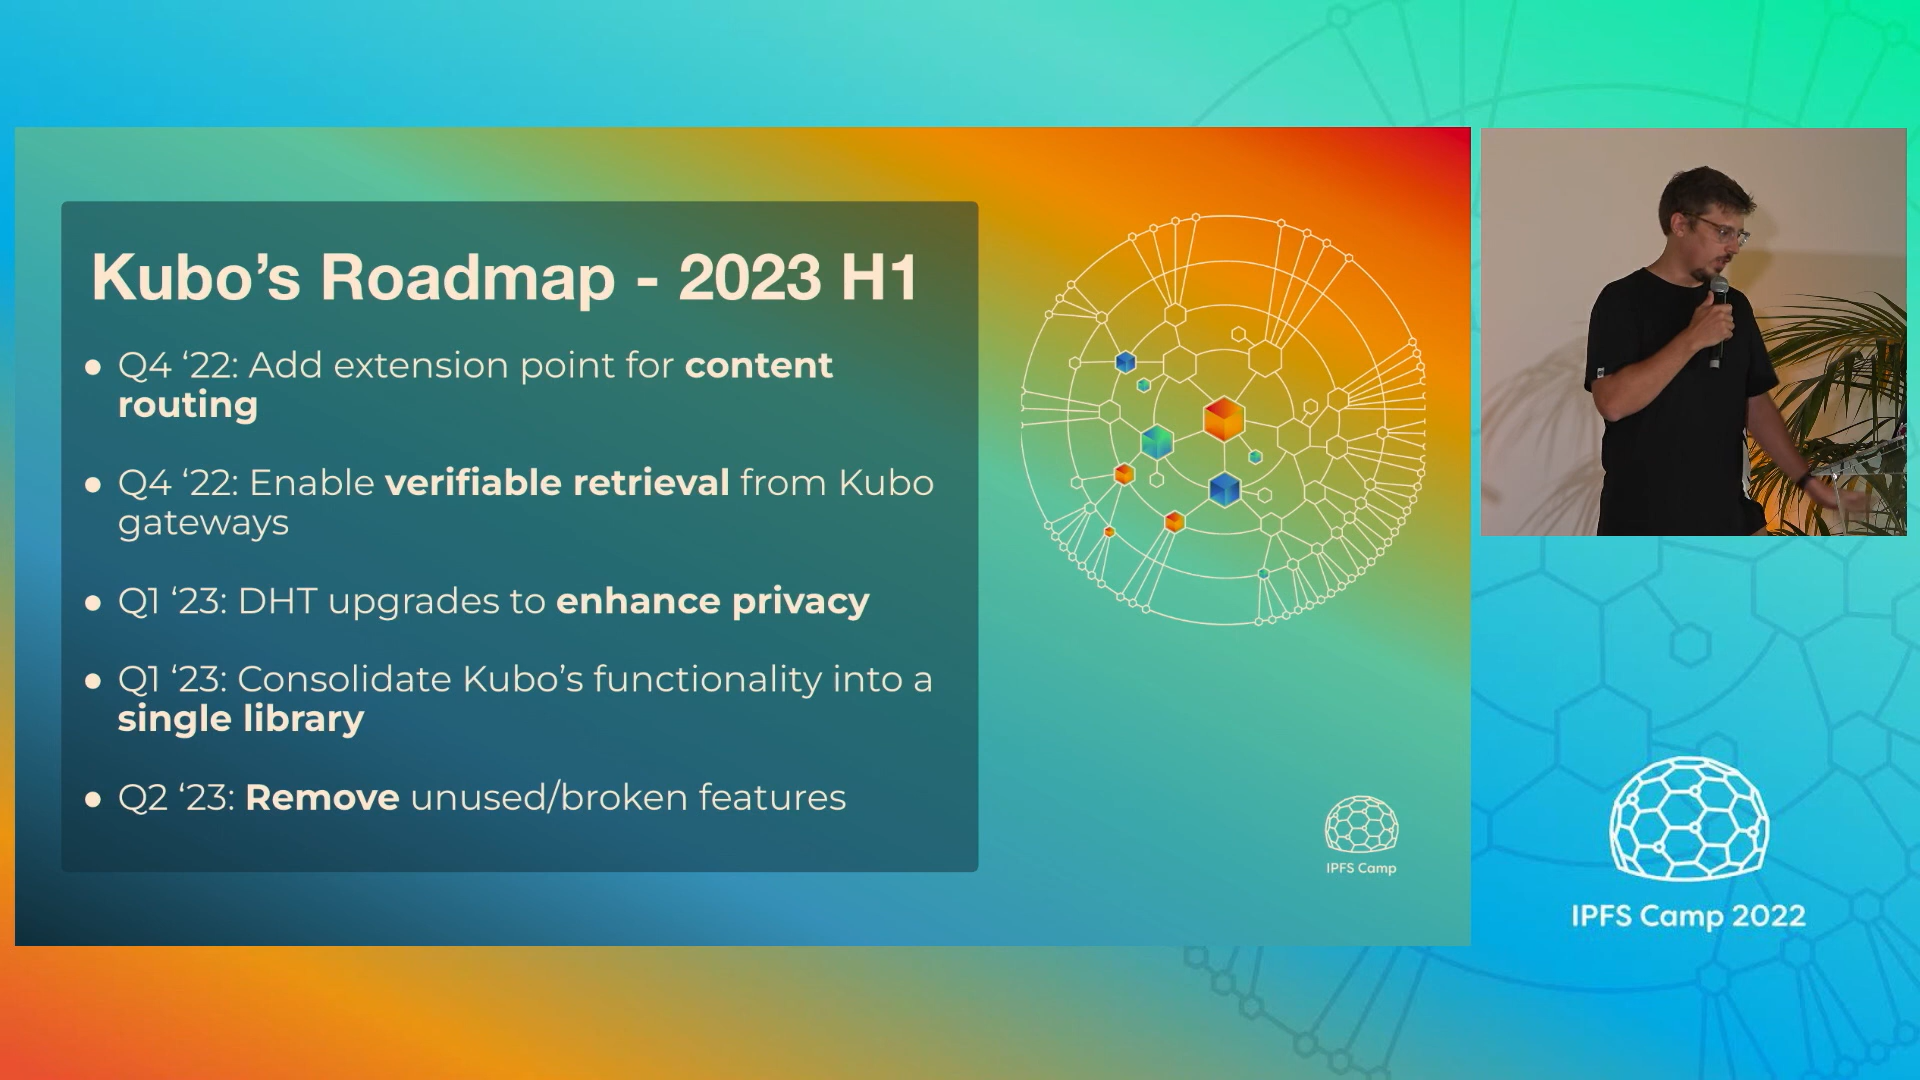 Kubo’s Roadmap - 2023 H1
● Q4 ‘22: Add extension point for content
routing
● Q4 ‘22: Enable verifiable retrieval from Kubo
gateways
● Q1 ‘23: DHT upgrades to enhance privacy
● Q1 ‘23: Consolidate Kubo’s functionality into a
single library
● Q2 ‘23: Remove unused/broken features
IPFS Camp
IPFS Camp 2022